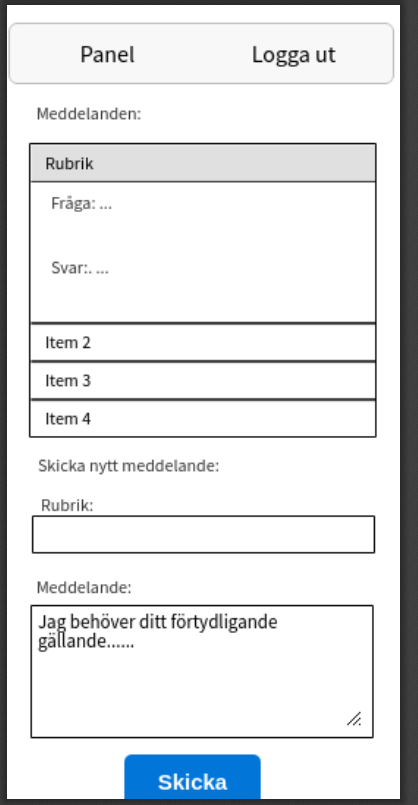 Panel Logga ut
Meddelanden:
Rubrik
Fråga: ...
Svar:. ...
Item 2
Item 3
Item 4
Skicka nytt meddelande:
Rubrik:
Meddelande:
Jag behöver ditt förtydligande
gällande......
Skicka